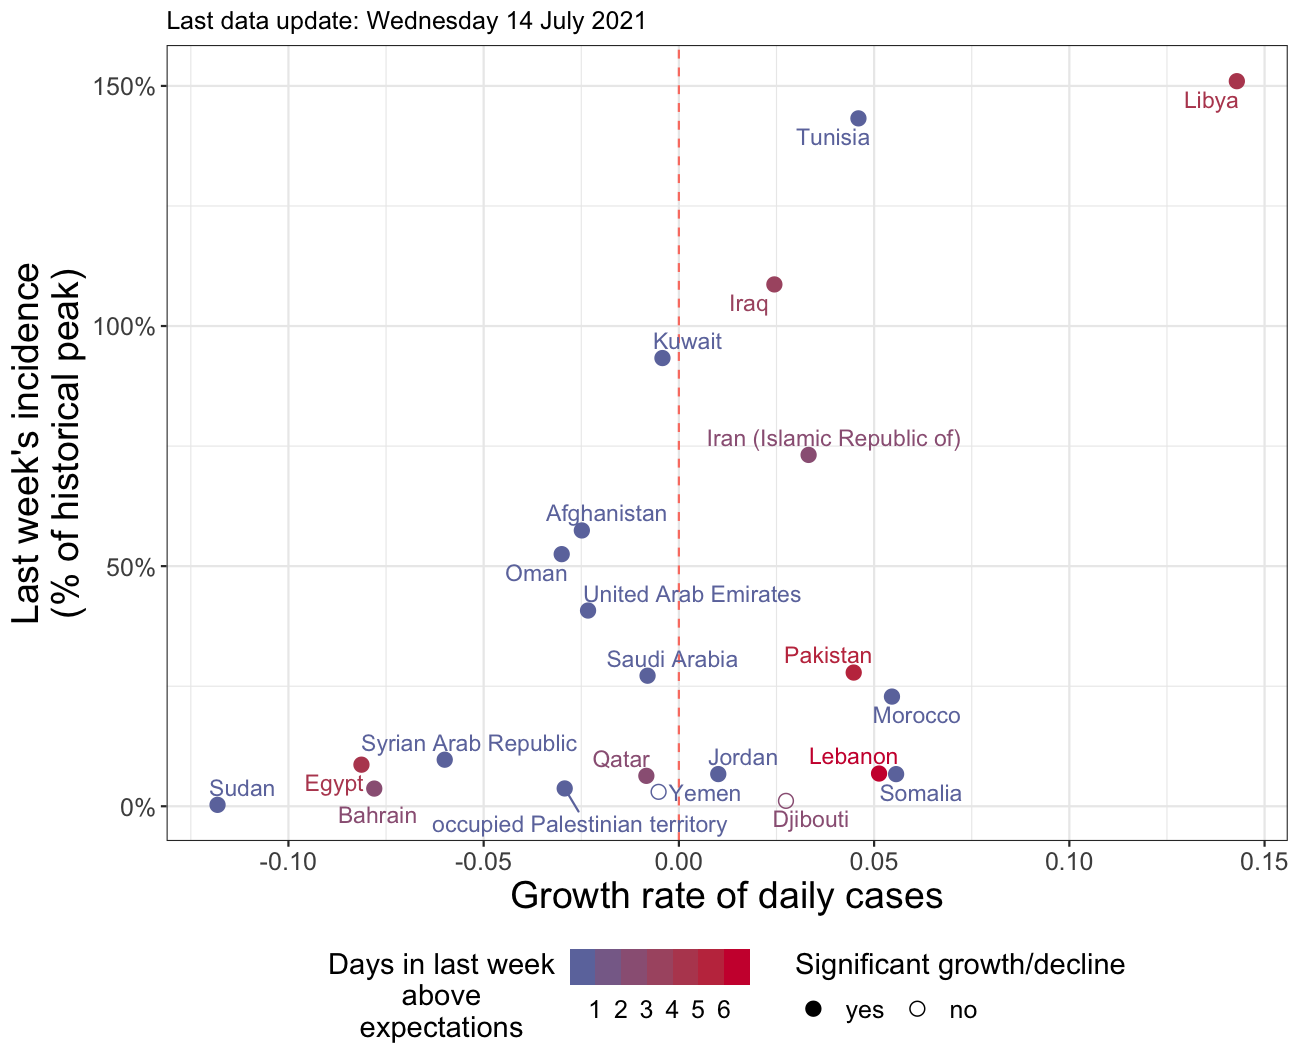 Last data update: Wednesday 14 July 2021
Last week's incidence
(% of historical peak)
150%
100%
50%
0%
Libya
Tunisia
Iraq
Kuwait
Iran (Islamic Republic of)
Afghanistan
Oman
United Arab Emirates
Saudi Arabia
Pakistan
Morocco
Syrian Arab Republic
Qatar
Jordan
Lebanon
Egypt
Sudan
Yemen
Somalia
Bahrain
occupied Palestinian territory
Djibouti
-0.10 -0.05 0.00 0.05 0.10 0.15
Growth rate of daily cases
Days in last week
above
expectations
1 2 3 4 5 6
Significant growth/decline
yes no